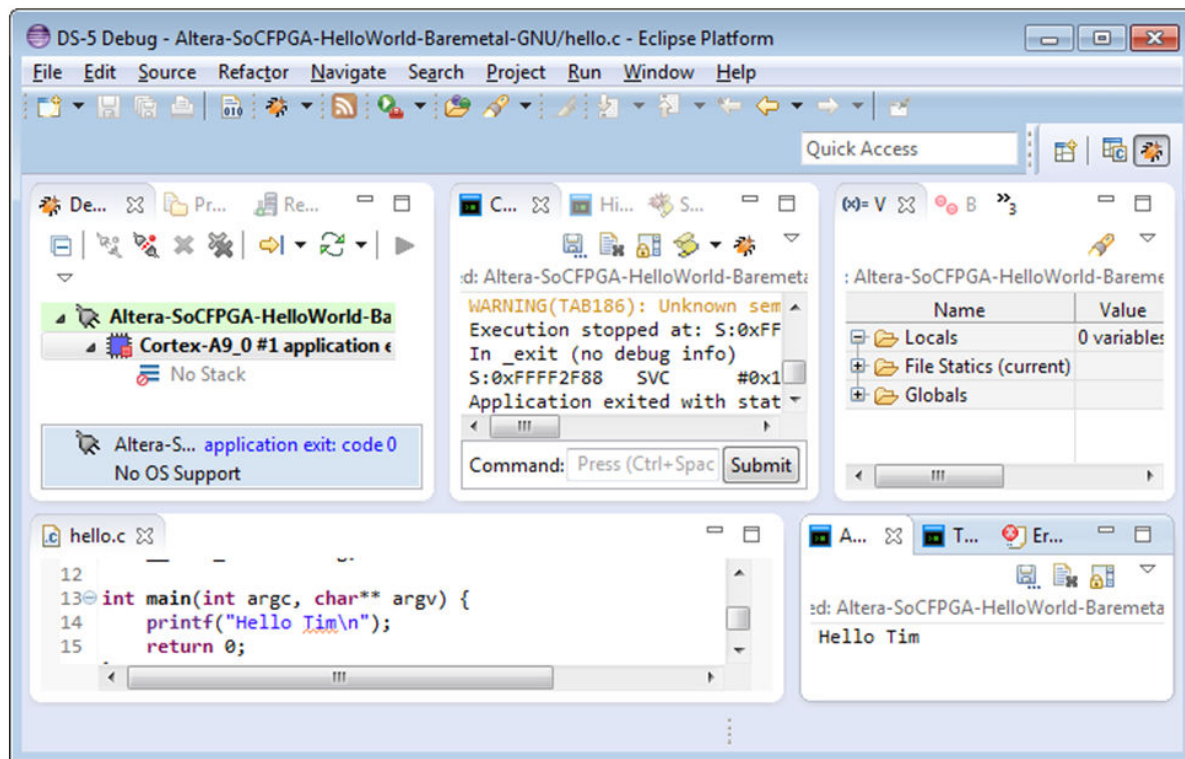 DS-5 Debug - Altera-SoCFPGA-HelloWorld-Baremetal-GNU/hello.c - Eclipse Platform
File Edit Source Refactor Navigate Search Project Run Window Help
010
Quick Access
De... Pr... Re...
Altera-SoCFPGA-HelloWorld-Ba
Cortex-A9_0 #1 application e
No Stack
Altera-S... application exit: code 0
No OS Support
C... Hi... S...
ed: Altera-SoCFPGA-HelloWorld-Baremeta
WARNING(TAB186): Unknown sem
Execution stopped at: S:0xFF
In _exit (no debug info)
S:0xFFFF2F88 SVC #0x1
Application exited with stat
Command: Press (Ctrl+Spac Submit
(x)= V B »3
: Altera-SoCFPGA-HelloWorld-Bareme
Name Value
Locals 0 variables
File Statics (current)
Globals
.c hello.c
12
13 int main(int argc, char** argv) {
14 printf("Hello Tim\n");
15 return 0;
A... T... Er...
ed: Altera-SoCFPGA-HelloWorld-Baremeta
Hello Tim